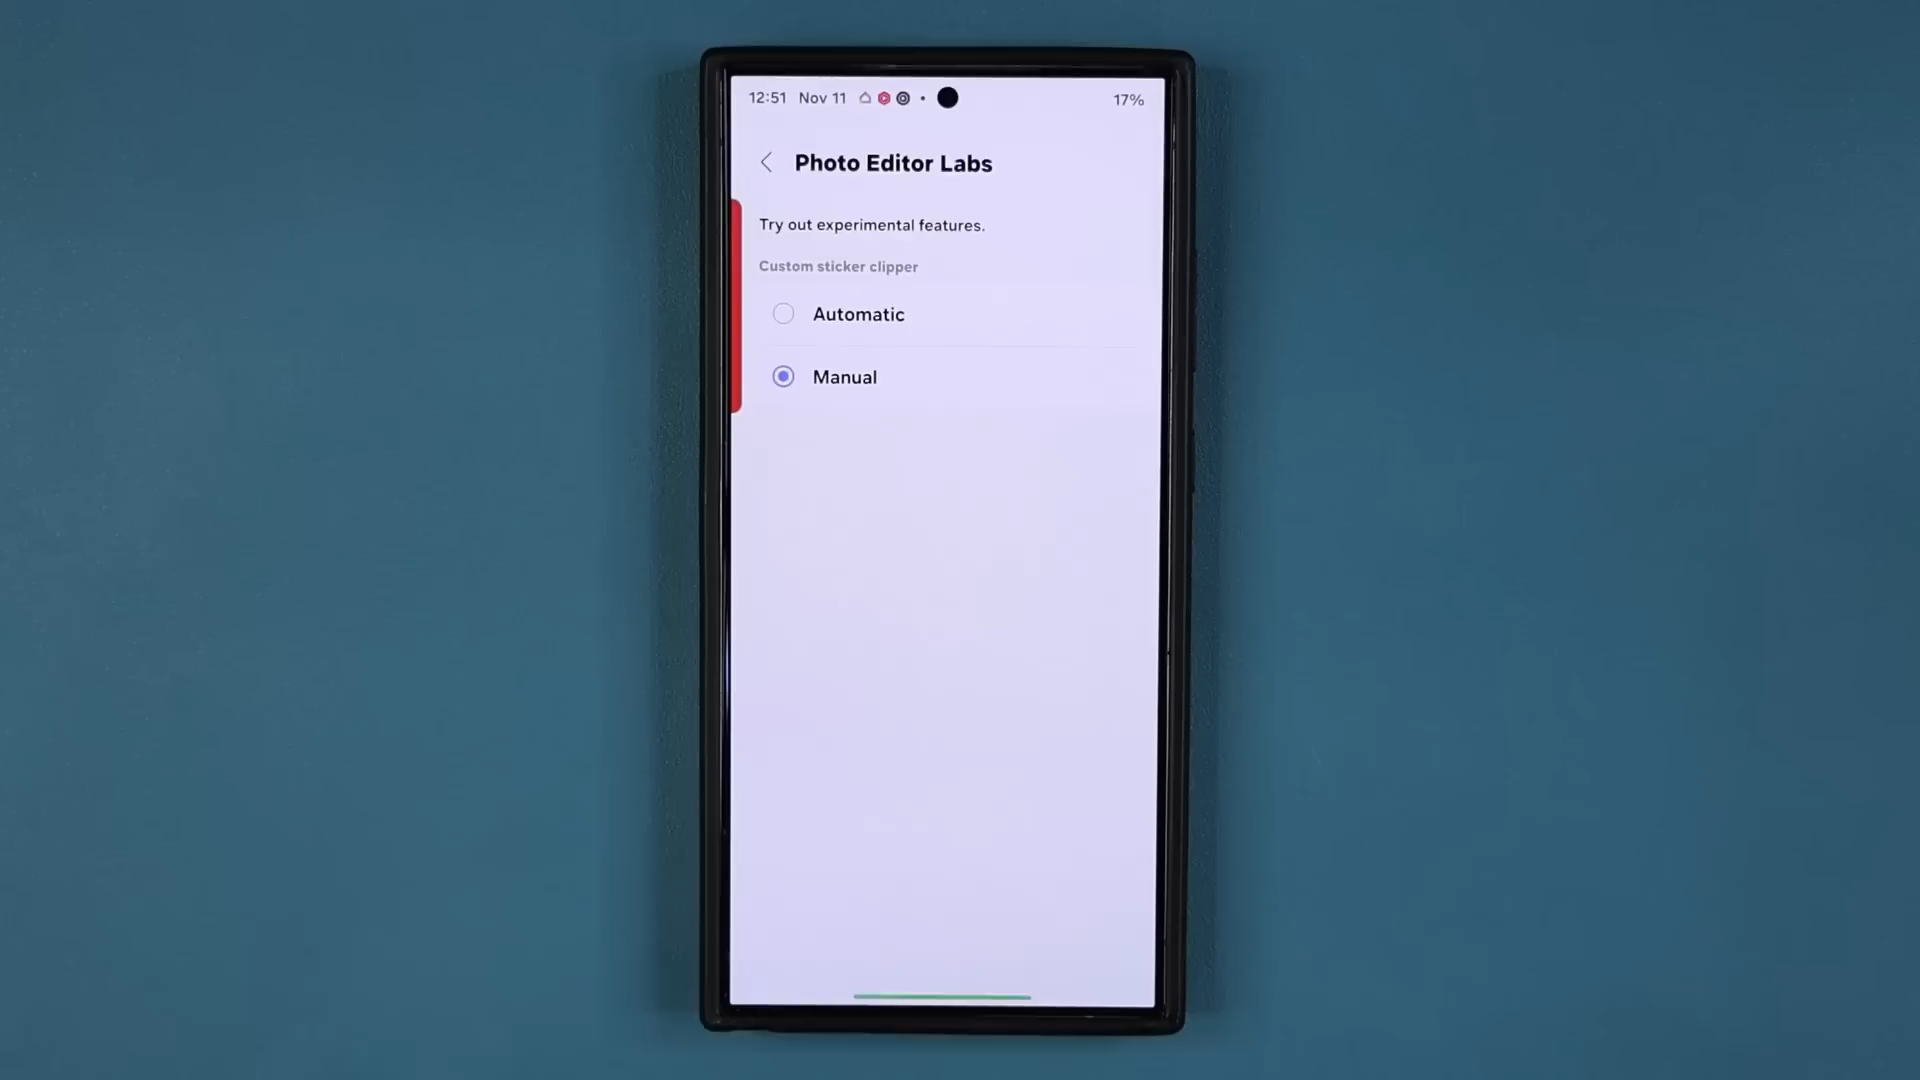 12:51 Nov 11 17%
Photo Editor Labs
Try out experimental features.
Custom sticker clipper
Automatic
Manual